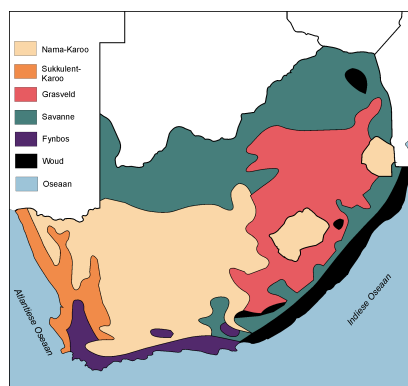 Nama-Karoo
Sukkulent-
Karoo
Grasveld
Savanne
Fynbos
Woud
Oseaan
Atlantiese Oseaan
Indiese Oseaan